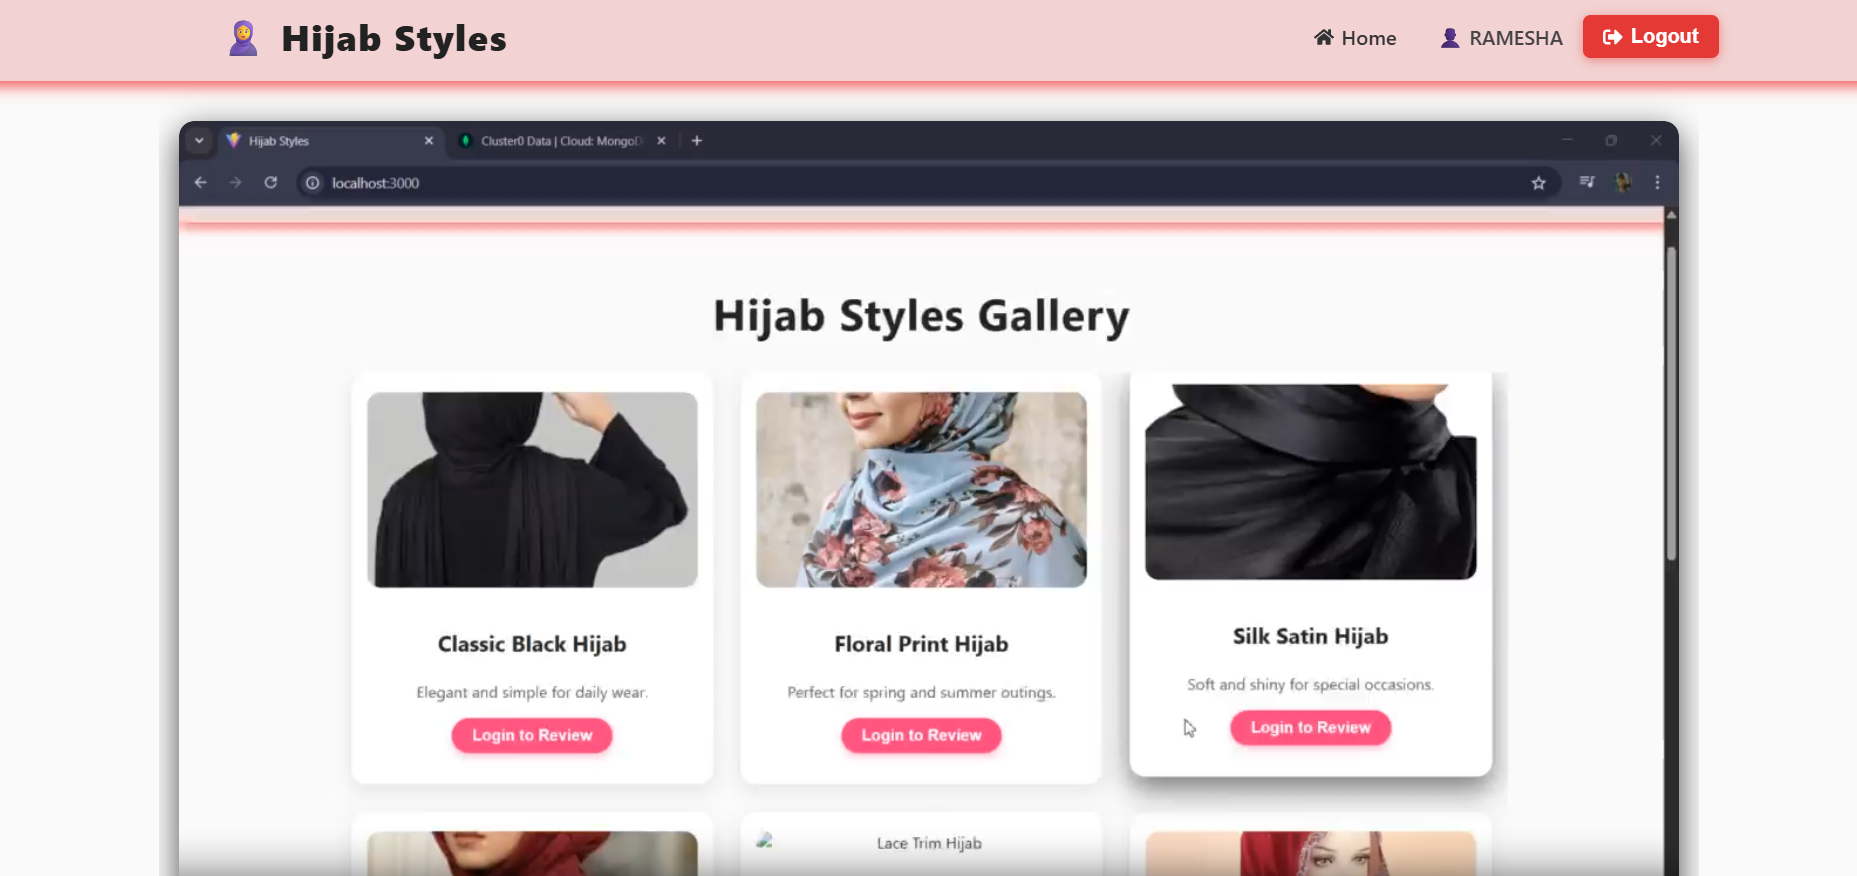 Hijab Styles
Home
RAMESHA
Logout
Hijab Styles
Cluster0 Data | Cloud: MongoD
localhost:3000
Hijab Styles Gallery
Classic Black Hijab
Elegant and simple for daily wear.
Login to Review
Floral Print Hijab
Perfect for spring and summer outings.
Login to Review
Silk Satin Hijab
Soft and shiny for special occasions.
Login to Review
Lace Trim Hijab